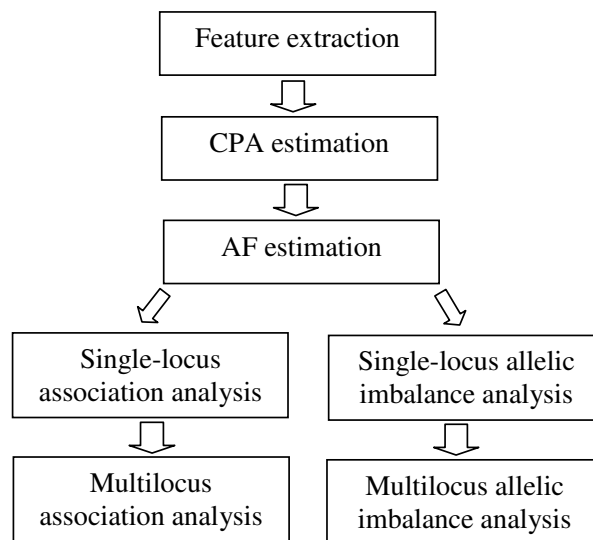 Feature extraction
CPA estimation
AF estimation
Single-locus
association analysis
Single-locus allelic
imbalance analysis
Multilocus
association analysis
Multilocus allelic
imbalance analysis